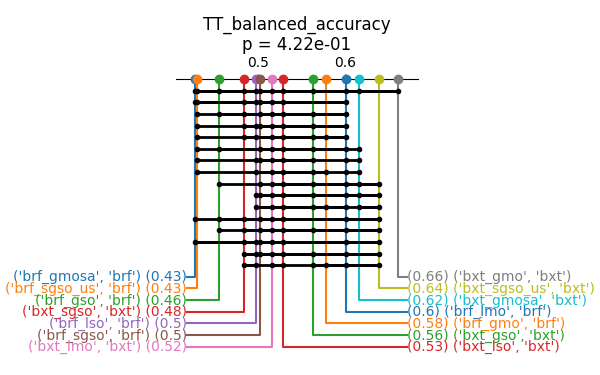 TT_balanced_accuracy
p = 4.22e-01
0.5 0.6
('brf_gmosa', 'brf') (0.43) (0.66) ('bxt_gmo', 'bxt')
('brf_sgso_us', 'brf') (0.43) (0.64) ('bxt_sgso_us', 'bxt')
('brf_gso', 'brf') (0.46) (0.62) ('bxt_gmosa', 'bxt')
('bxt_sgso', 'bxt') (0.48) (0.6) ('brf_lmo', 'brf')
('brf_lso', 'brf') (0.5) (0.58) ('brf_gmo', 'brf')
('brf_sgso', 'brf') (0.5) (0.56) ('bxt_gso', 'bxt')
('bxt_lmo', 'bxt') (0.52) (0.53) ('bxt_lso', 'bxt')